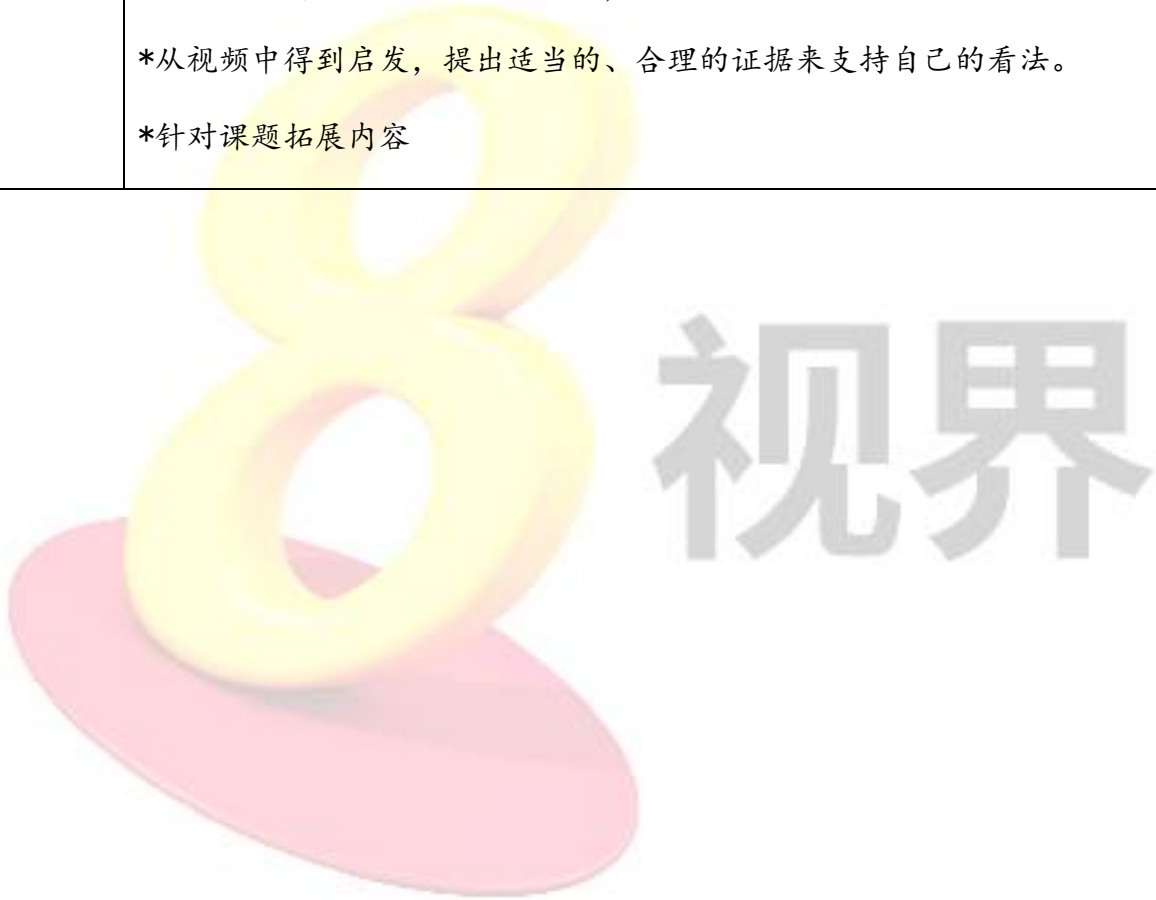 *从视频中得到启发，提出适当的、合理的证据来支持自己的看法。
*针对课题拓展内容
8视界